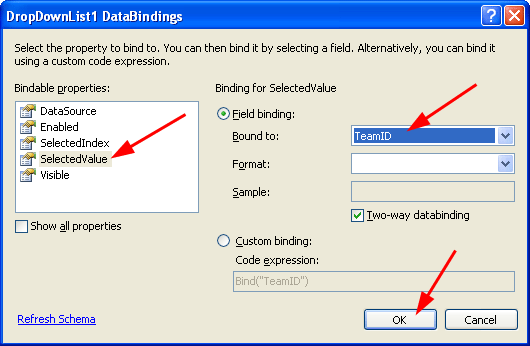 DropDownList1 DataBindings
Select the property to bind to. You can then bind it by selecting a field. Alternatively, you can bind it
using a custom code expression.
Bindable properties:
DataSource
Enabled
SelectedIndex
SelectedValue
Visible
Show all properties
Binding for SelectedValue
Field binding:
Bound to:
TeamID
Format:
Sample:
Two-way databinding
Custom binding:
Code expression:
Bind("TeamID")
Refresh Schema
OK
Cancel